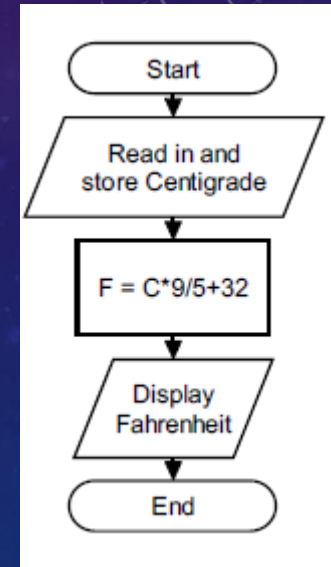 Start
Read in and
store Centigrade
F = C*9/5+32
Display
Fahrenheit
End